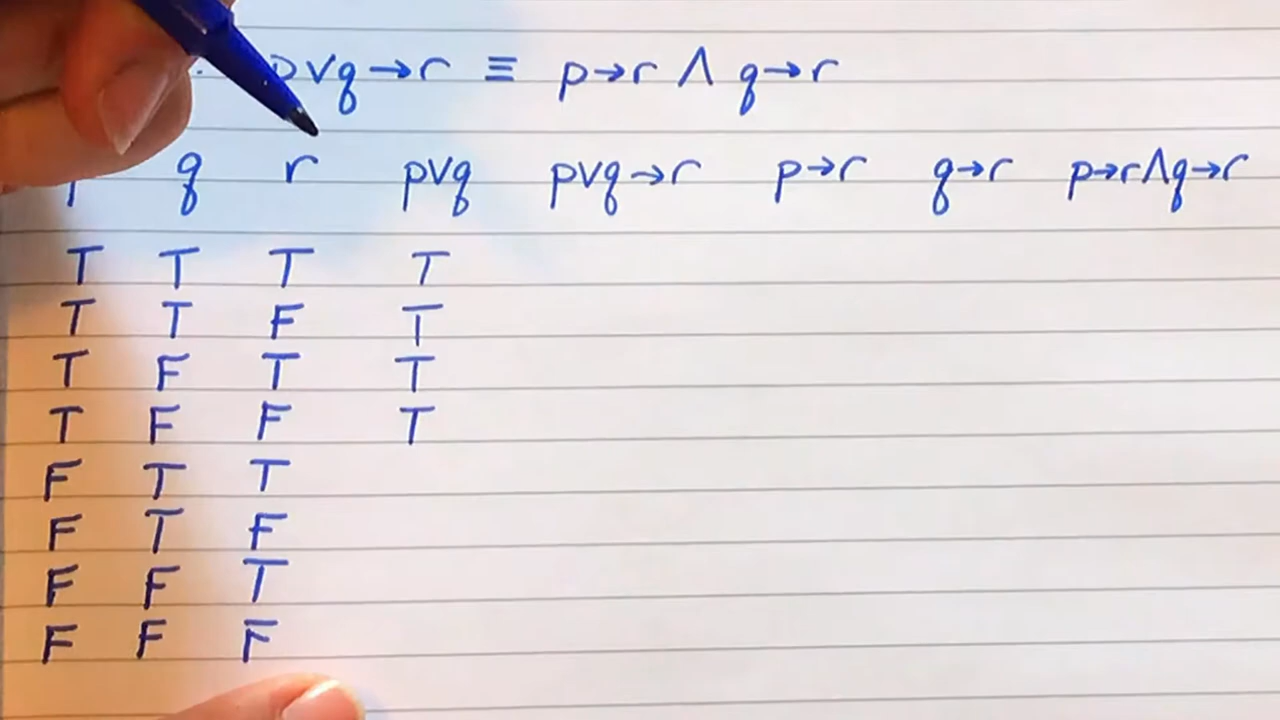 p∨q→r ≡ p→r ∧ q→r
q r p∨q p∨q→r p→r q→r p→r∧q→r
T T T T
T T F T
T F T T
T F F T
F T T
F T F
F F T
F F F